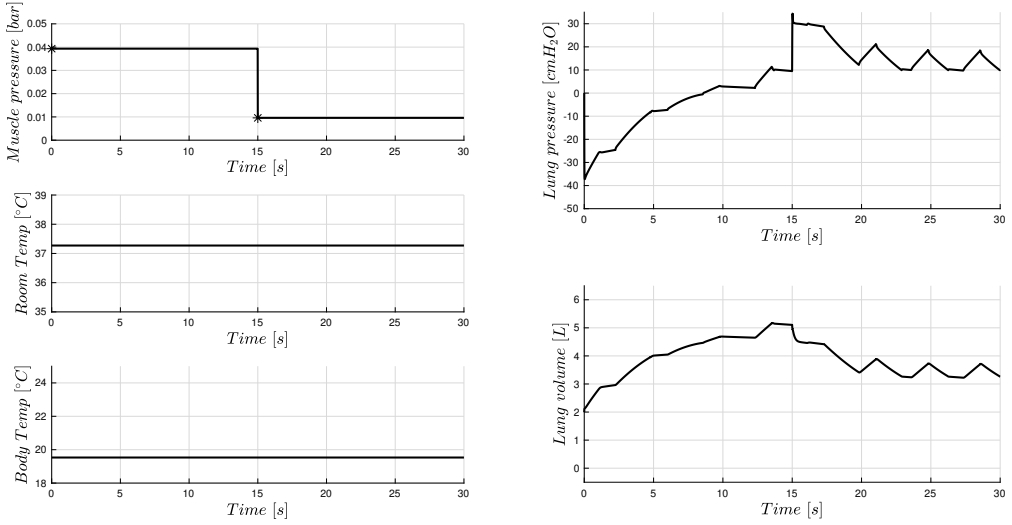 Muscle pressure [bar]
0.05
0.04
0.03
0.02
0.01
0
0 5 10 15 20 25 30
Time [s]
Room Temp [°C]
39
38
37
36
35
0 5 10 15 20 25 30
Time [s]
Body Temp [°C]
24
22
20
18
0 5 10 15 20 25 30
Time [s]
Lung pressure [cmH₂O]
30
20
10
0
-10
-20
-30
-40
-50
0 5 10 15 20 25 30
Time [s]
Lung volume [L]
6
5
4
3
2
1
0
0 5 10 15 20 25 30
Time [s]